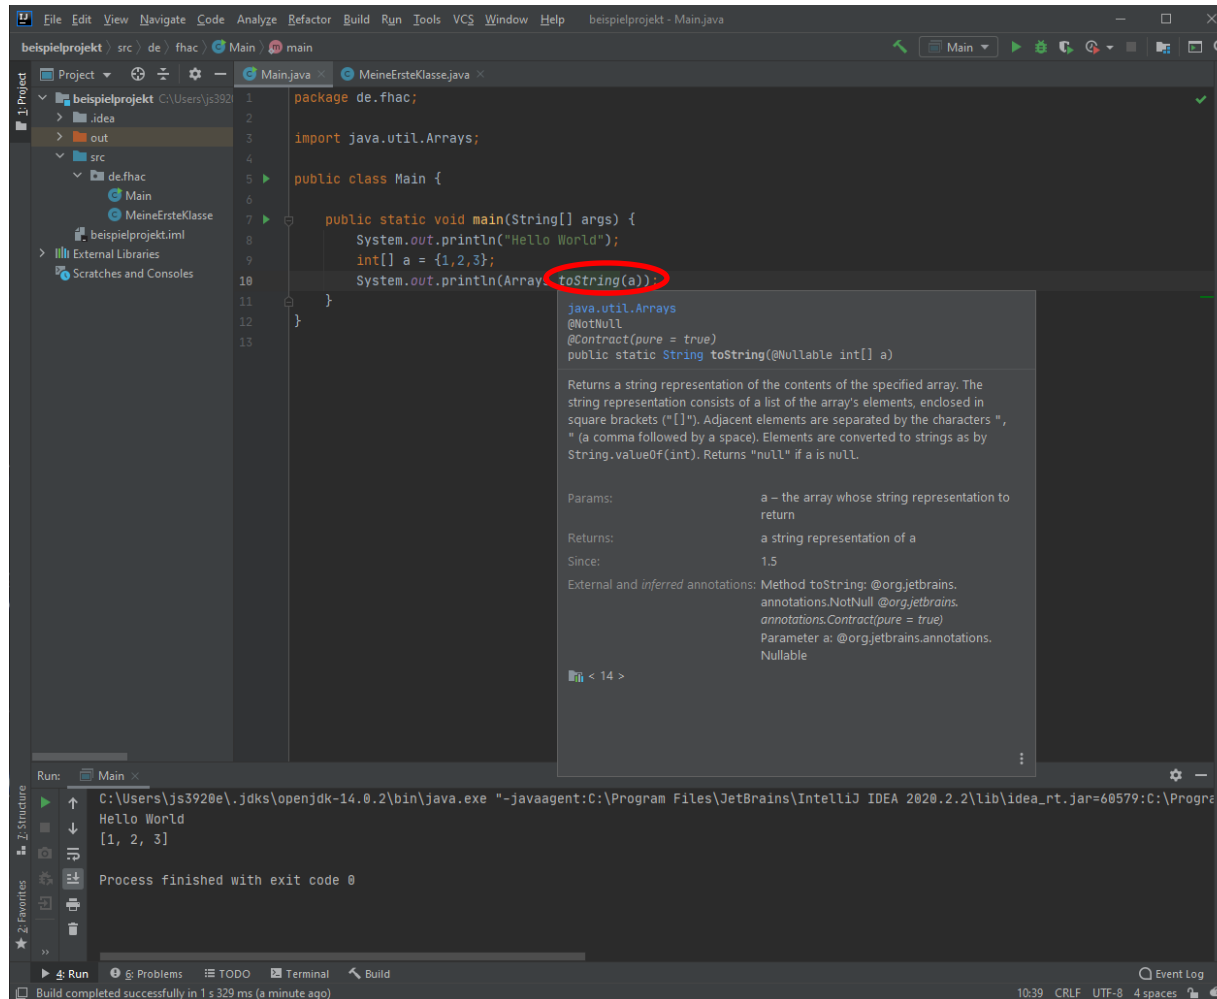 File Edit View Navigate Code Analyze Refactor Build Run Tools VCS Window Help beispielprojekt - Main.java
beispielprojekt src de fhac Main main
Main
1: Project
Project
Main.java
MeineErsteKlasse.java
beispielprojekt C:\Users\js392
.idea
out
src
de.fhac
Main
MeineErsteKlasse
beispielprojekt.iml
External Libraries
Scratches and Consoles
1 package de.fhac;
2
3 import java.util.Arrays;
4
5 public class Main {
6
7 public static void main(String[] args) {
8 System.out.println("Hello World");
9 int[] a = {1,2,3};
10 System.out.println(Arrays toString(a));
11 }
12 }
13
java.util.Arrays
@NotNull
@Contract(pure = true)
public static String toString(@Nullable int[] a)
Returns a string representation of the contents of the specified array. The
string representation consists of a list of the array's elements, enclosed in
square brackets ("[]"). Adjacent elements are separated by the characters ",
" (a comma followed by a space). Elements are converted to strings as by
String.valueOf(int). Returns "null" if a is null.
Params: a – the array whose string representation to
return
Returns: a string representation of a
Since: 1.5
External and inferred annotations: Method toString: @org.jetbrains.
annotations.NotNull @org.jetbrains.
annotations.Contract(pure = true)
Parameter a: @org.jetbrains.annotations.
Nullable
< 14 >
Run: Main
C:\Users\js3920e\.jdks\openjdk-14.0.2\bin\java.exe "-javaagent:C:\Program Files\JetBrains\IntelliJ IDEA 2020.2.2\lib\idea_rt.jar=60579:C:\Progra
Hello World
[1, 2, 3]
Process finished with exit code 0
7: Structure
2: Favorites
4: Run 6: Problems TODO Terminal Build Event Log
Build completed successfully in 1 s 329 ms (a minute ago) 10:39 CRLF UTF-8 4 spaces